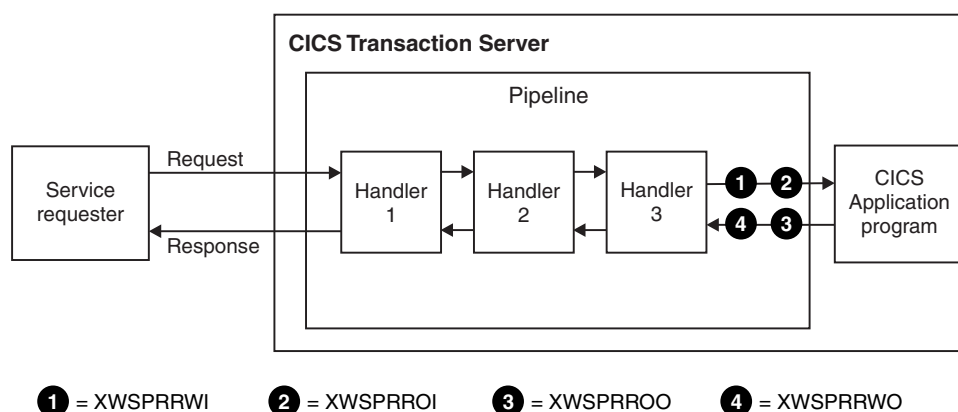 CICS Transaction Server
Pipeline
Service
requester
Request
Response
Handler
1
Handler
2
Handler
3
1
2
4
3
CICS
Application
program
1 = XWSPRRWI
2 = XWSPRROI
3 = XWSPRROO
4 = XWSPRRWO